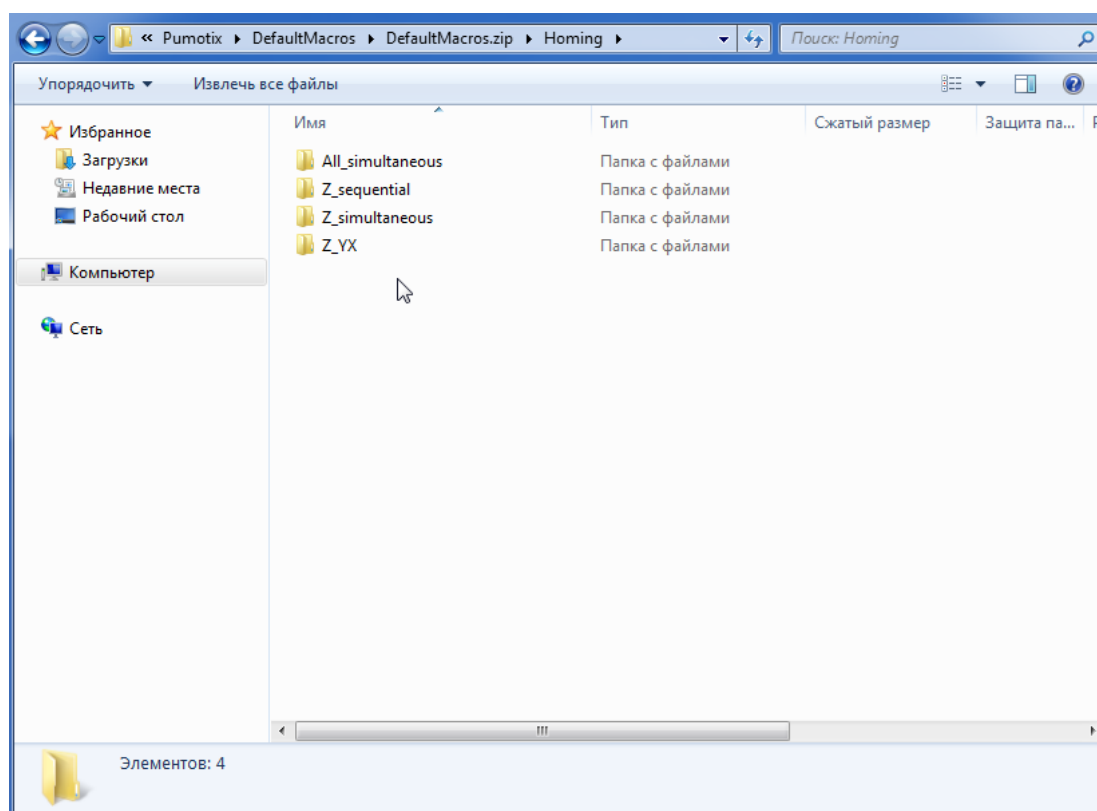 « Pumotix DefaultMacros DefaultMacros.zip Homing Поиск: Homing
Упорядочить Извлечь все файлы
Имя Тип Сжатый размер Защита па...
Избранное
Загрузки
Недавние места
Рабочий стол
Компьютер
Сеть
All_simultaneous Папка с файлами
Z_sequential Папка с файлами
Z_simultaneous Папка с файлами
Z_YX Папка с файлами
Элементов: 4